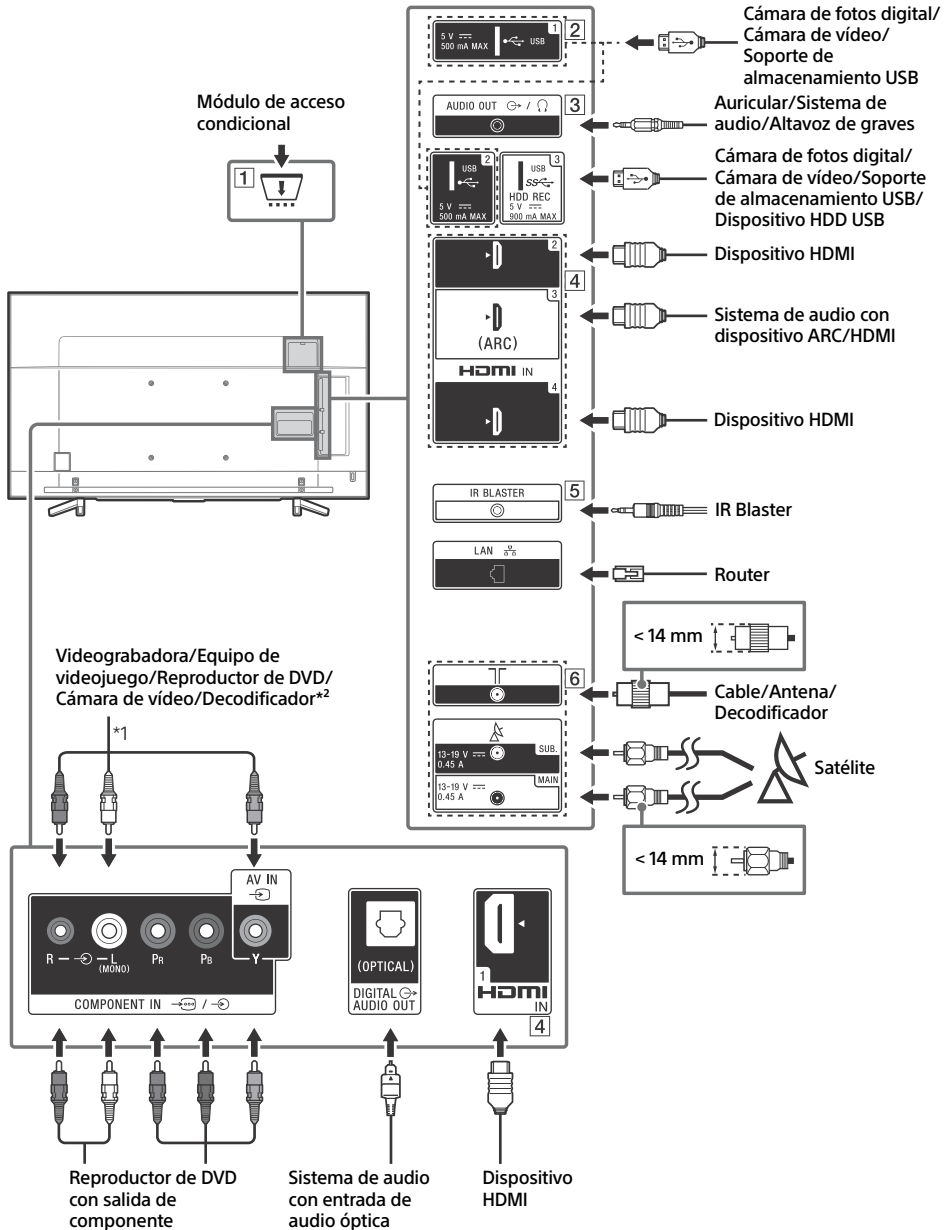 Cámara de fotos digital/
Cámara de vídeo/
Soporte de
almacenamiento USB
5 V
500 mA MAX
USB
1
2
Módulo de acceso
condicional
1
AUDIO OUT
/
3
Auricular/Sistema de
audio/Altavoz de graves
2
USB
5 V
500 mA MAX
3
USB
SS
HDD REC
5 V
900 mA MAX
Cámara de fotos digital/
Cámara de vídeo/Soporte
de almacenamiento USB/
Dispositivo HDD USB
2
Dispositivo HDMI
4
3
(ARC)
HDMI IN
Sistema de audio con
dispositivo ARC/HDMI
4
Dispositivo HDMI
IR BLASTER
5
IR Blaster
LAN
Router
< 14 mm
6
Cable/Antena/
Decodificador
13-19 V
0.45 A
SUB.
13-19 V
0.45 A
MAIN
Satélite
< 14 mm
Videograbadora/Equipo de
videojuego/Reproductor de DVD/
Cámara de vídeo/Decodificador*2
*1
AV IN
R — — L
(MONO)
PR
PB
Y
COMPONENT IN /
(OPTICAL)
DIGITAL
AUDIO OUT
1
HDMI
IN
4
Reproductor de DVD
con salida de
componente
Sistema de audio
con entrada de
audio óptica
Dispositivo
HDMI